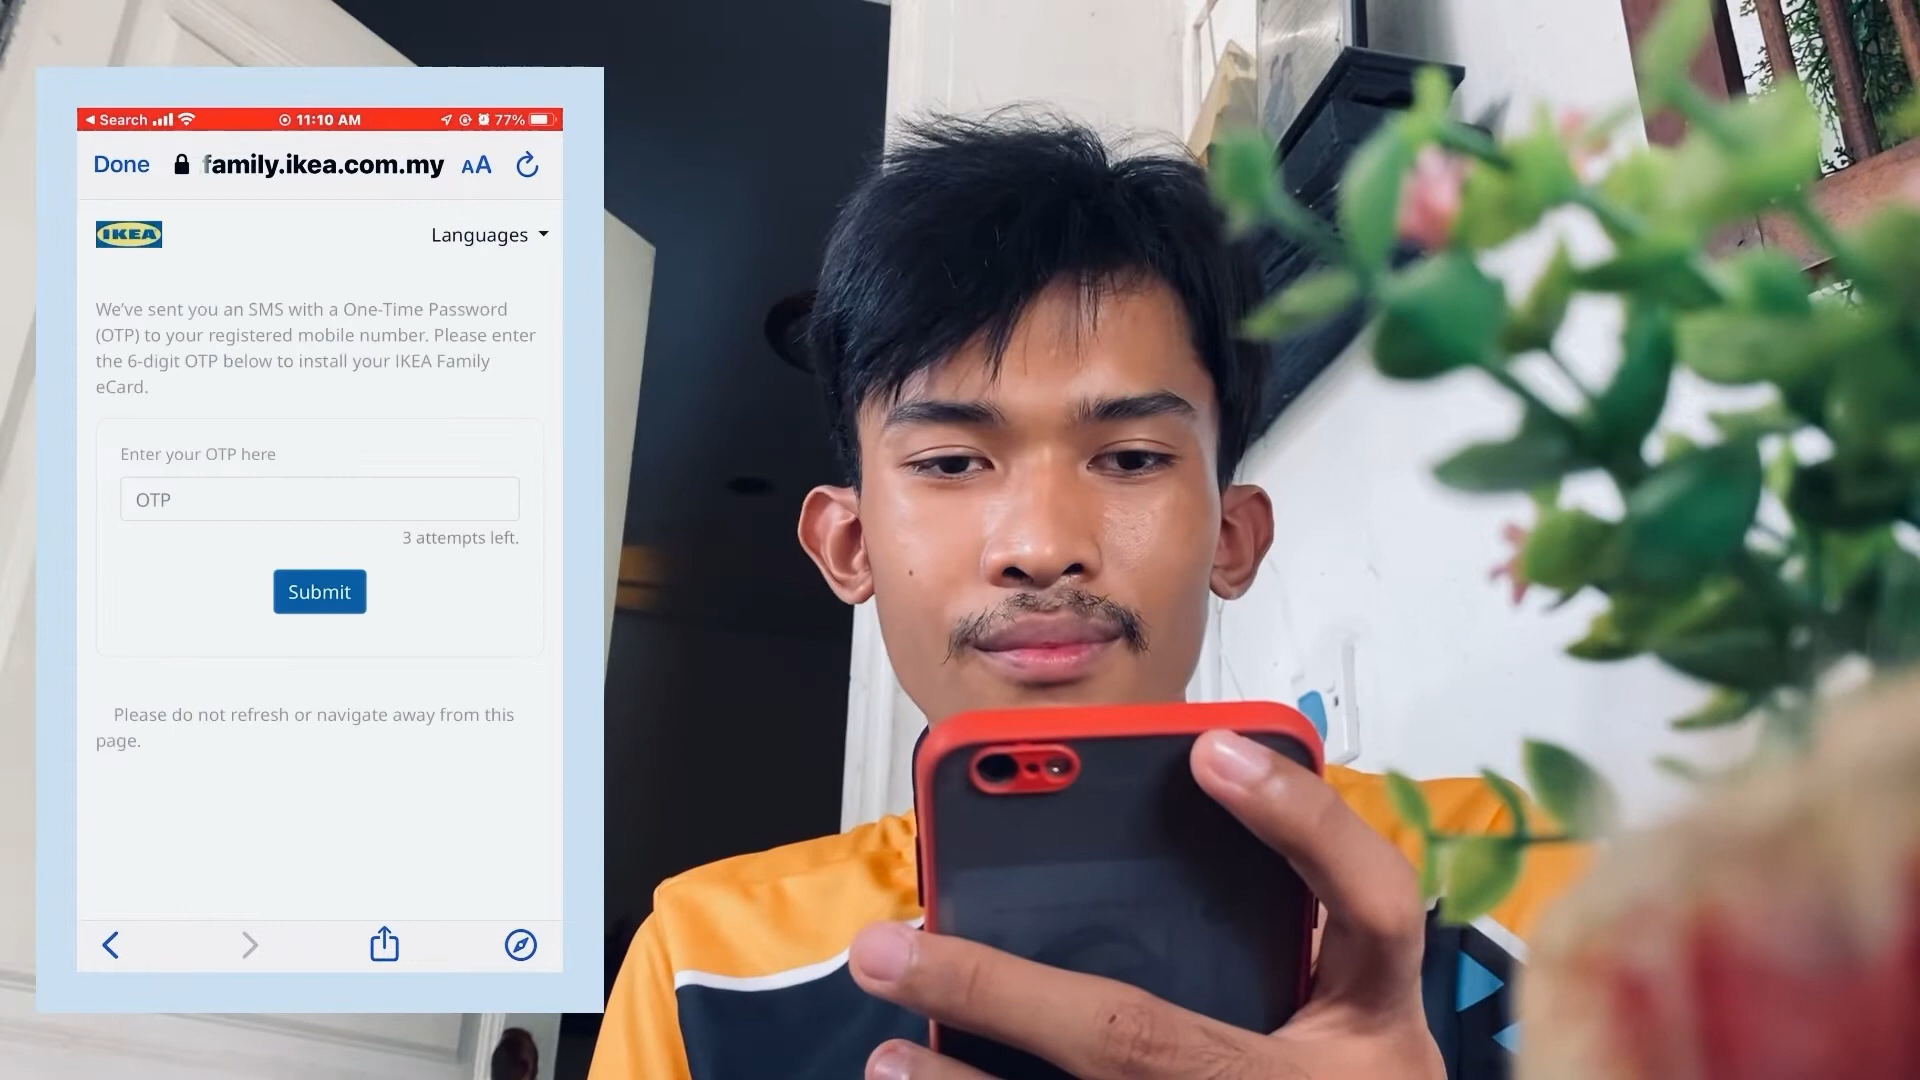 Search 11:10 AM 77%
Done family.ikea.com.my AA
IKEA
Languages
We've sent you an SMS with a One-Time Password
(OTP) to your registered mobile number. Please enter
the 6-digit OTP below to install your IKEA Family
eCard.
Enter your OTP here
OTP
3 attempts left.
Submit
Please do not refresh or navigate away from this
page.